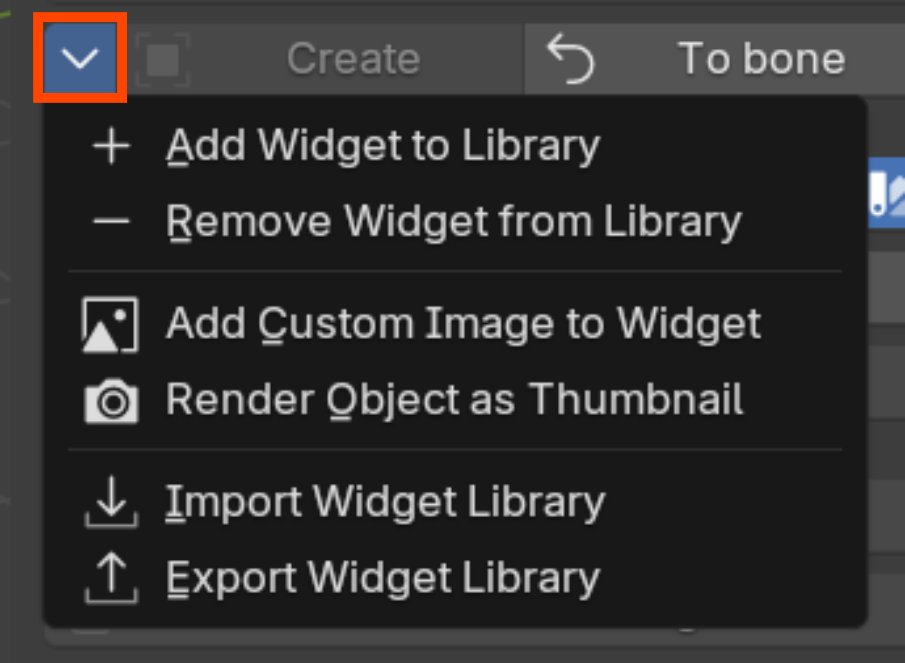 Create
To bone
Add Widget to Library
Remove Widget from Library
Add Custom Image to Widget
Render Object as Thumbnail
Import Widget Library
Export Widget Library